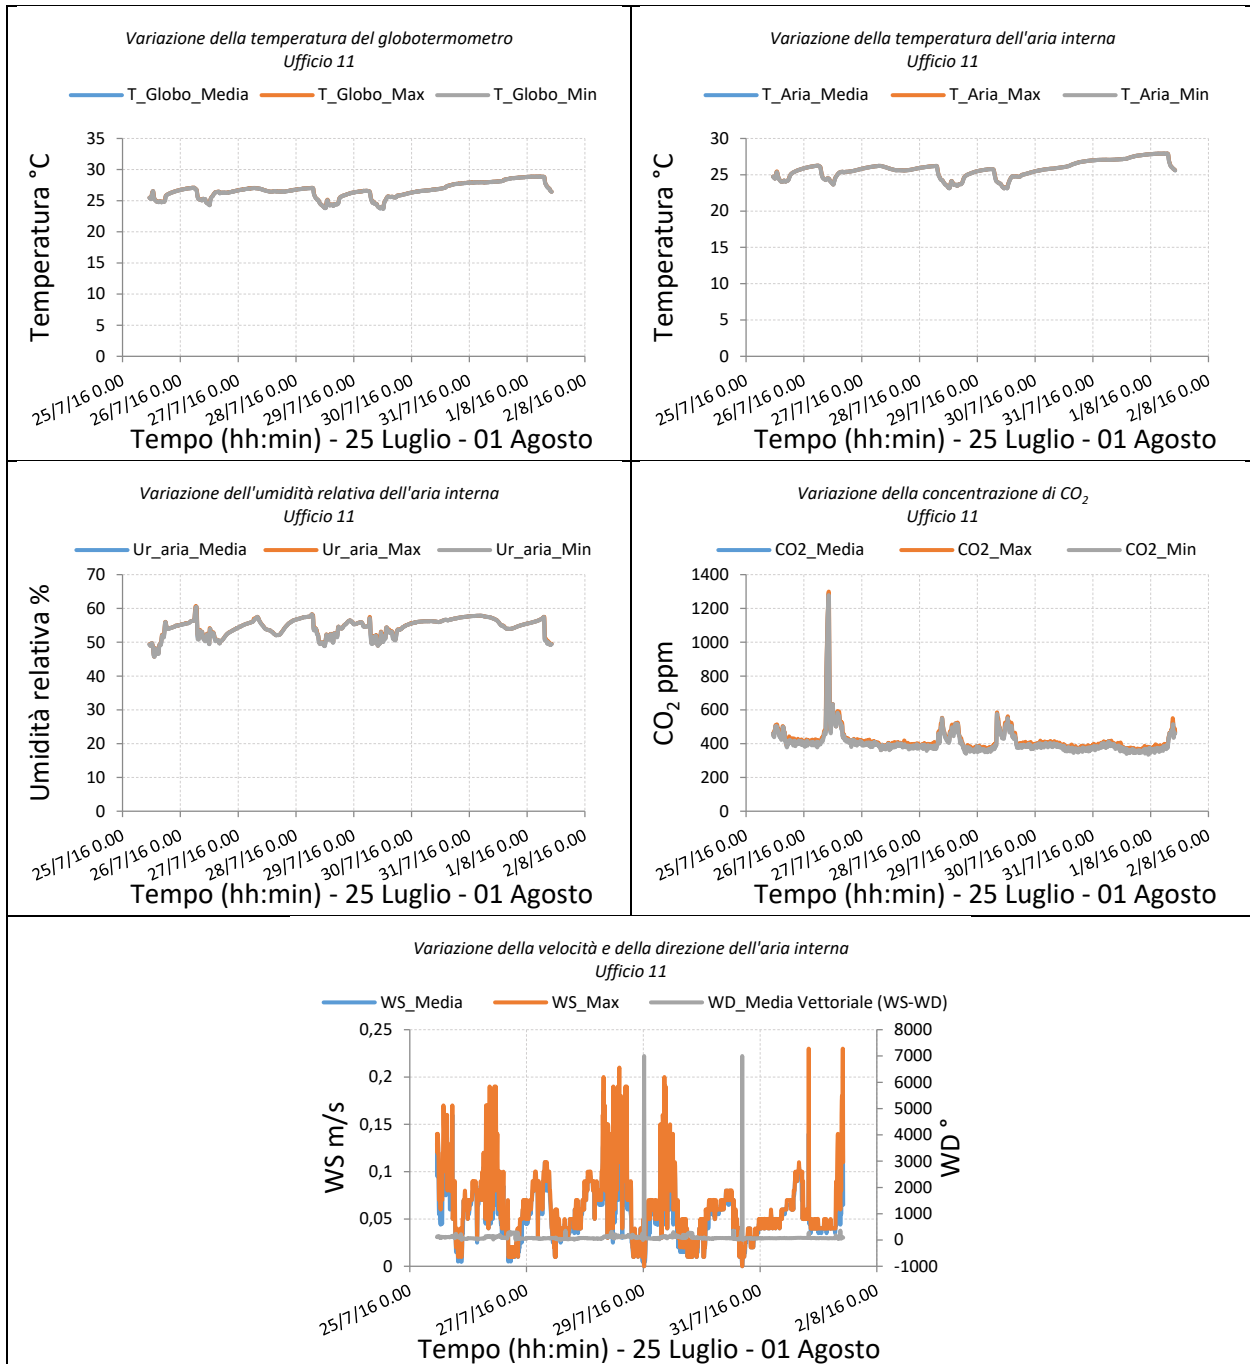 Variazione della temperatura del globotermometro
Ufficio 11
T_Globo_Media T_Globo_Max T_Globo_Min
Temperatura °C
35
30
25
20
15
10
5
0
25/7/16 0.00 26/7/16 0.00 27/7/16 0.00 28/7/16 0.00 29/7/16 0.00 30/7/16 0.00 31/7/16 0.00 1/8/16 0.00 2/8/16 0.00
Tempo (hh:min) - 25 Luglio - 01 Agosto
Variazione della temperatura dell'aria interna
Ufficio 11
T_Aria_Media T_Aria_Max T_Aria_Min
Temperatura °C
30
25
20
15
10
5
0
25/7/16 0.00 26/7/16 0.00 27/7/16 0.00 28/7/16 0.00 29/7/16 0.00 30/7/16 0.00 31/7/16 0.00 1/8/16 0.00 2/8/16 0.00
Tempo (hh:min) - 25 Luglio - 01 Agosto
Variazione dell'umidità relativa dell'aria interna
Ufficio 11
Ur_aria_Media Ur_aria_Max Ur_aria_Min
Umidità relativa %
70
60
50
40
30
20
10
0
25/7/16 0.00 26/7/16 0.00 27/7/16 0.00 28/7/16 0.00 29/7/16 0.00 30/7/16 0.00 31/7/16 0.00 1/8/16 0.00 2/8/16 0.00
Tempo (hh:min) - 25 Luglio - 01 Agosto
Variazione della concentrazione di CO2
Ufficio 11
CO2_Media CO2_Max CO2_Min
CO2 ppm
1400
1200
1000
800
600
400
200
0
25/7/16 0.00 26/7/16 0.00 27/7/16 0.00 28/7/16 0.00 29/7/16 0.00 30/7/16 0.00 31/7/16 0.00 1/8/16 0.00 2/8/16 0.00
Tempo (hh:min) - 25 Luglio - 01 Agosto
Variazione della velocità e della direzione dell'aria interna
Ufficio 11
WS_Media WS_Max WD_Media Vettoriale (WS-WD)
WS m/s
0,25
0,2
0,15
0,1
0,05
0
8000
7000
6000
5000
4000
3000
2000
1000
0
-1000
WD °
25/7/16 0.00 27/7/16 0.00 29/7/16 0.00 31/7/16 0.00 2/8/16 0.00
Tempo (hh:min) - 25 Luglio - 01 Agosto